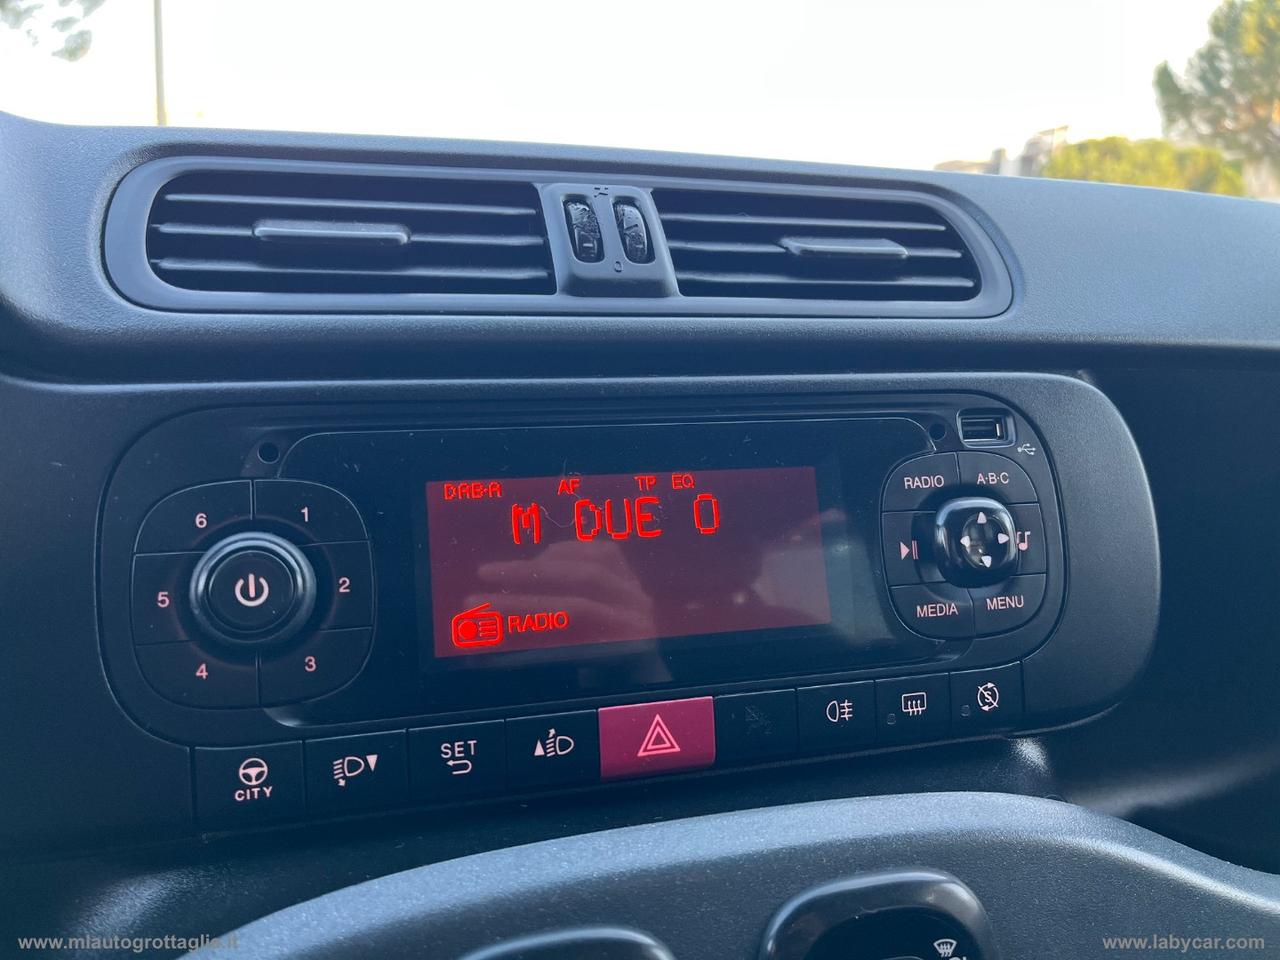 RADIO A·B·C
DAB·A AF TP EQ
M DUE O
6 1
5 2
4 3
RADIO
MEDIA MENU
CITY
SET
www.mlautogrottaglie.it
www.labycar.com